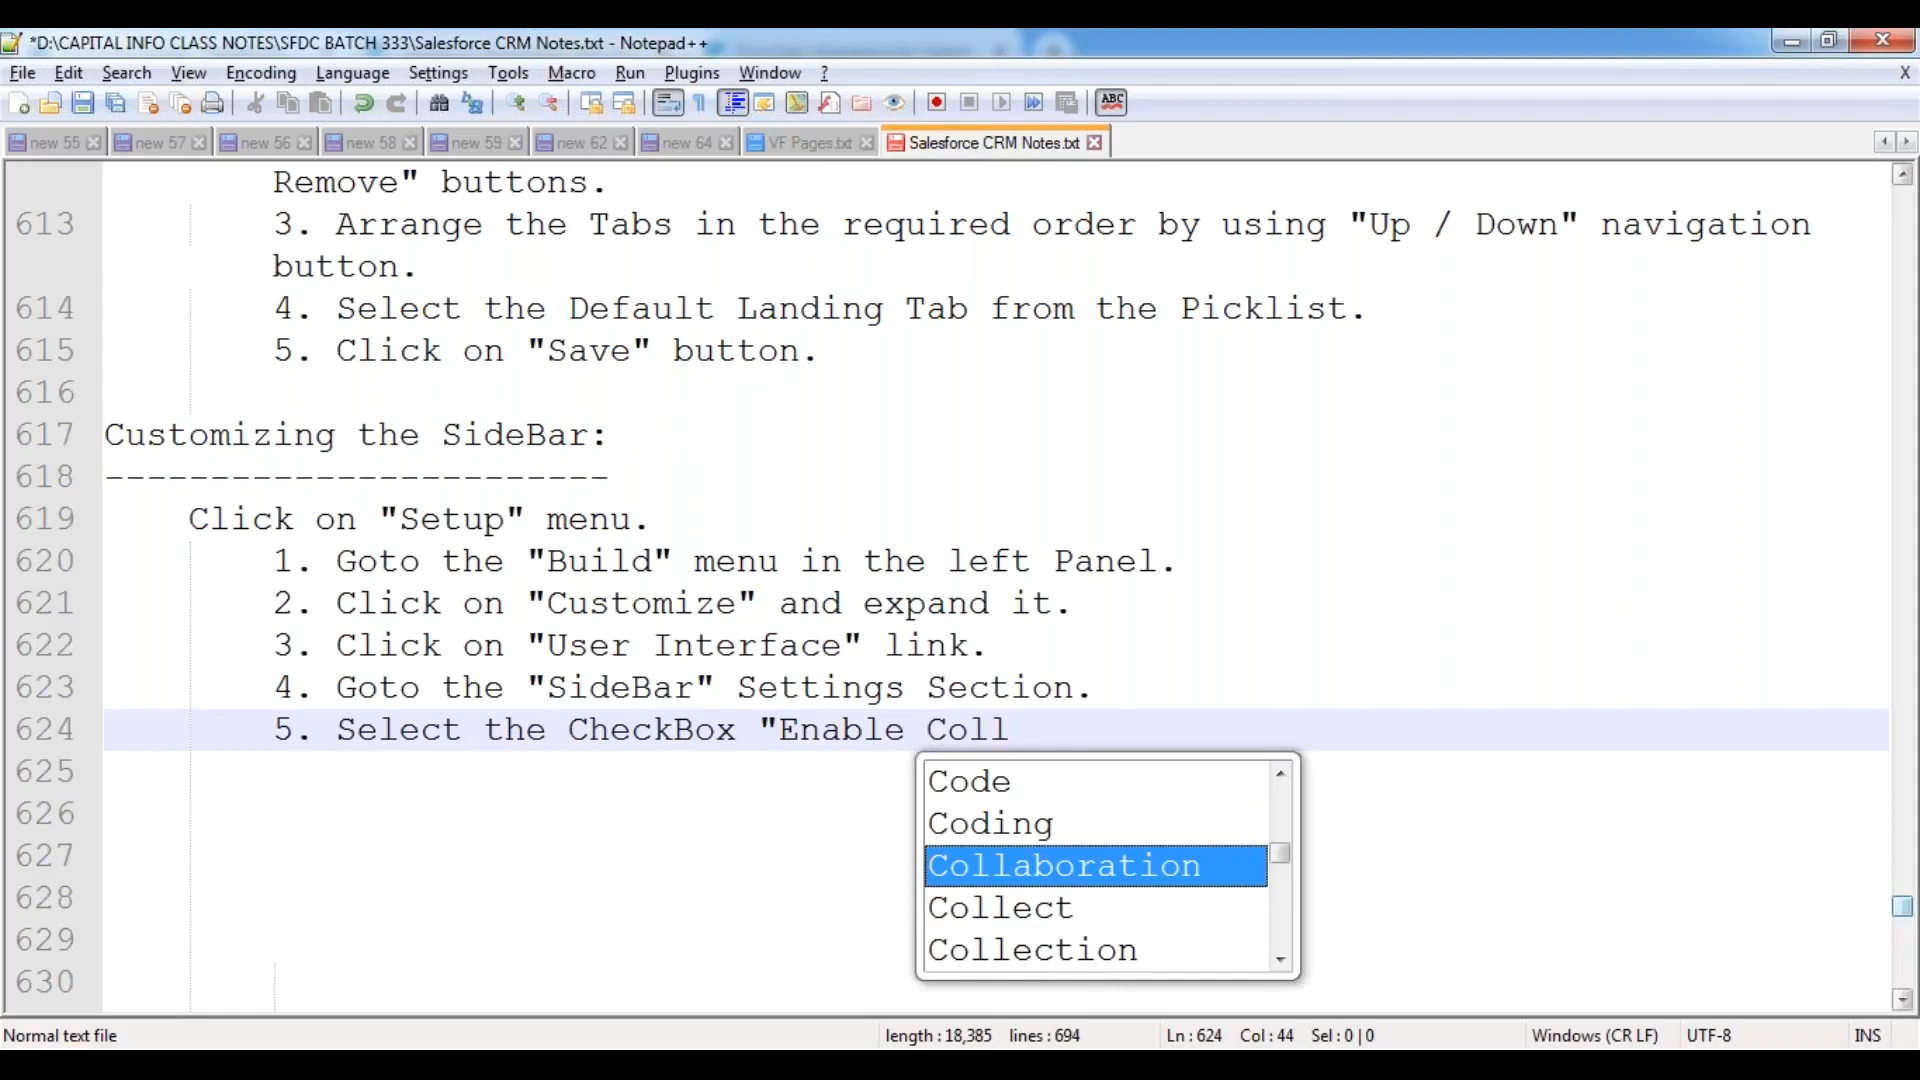 *D:\CAPITAL INFO CLASS NOTES\SFDC BATCH 333\Salesforce CRM Notes.txt - Notepad++
File Edit Search View Encoding Language Settings Tools Macro Run Plugins Window ? X
ABC
new 55 new 57 new 56 new 58 new 59 new 62 new 64 VF Pages.txt Salesforce CRM Notes.txt
Remove" buttons.
613 3. Arrange the Tabs in the required order by using "Up / Down" navigation
button.
614 4. Select the Default Landing Tab from the Picklist.
615 5. Click on "Save" button.
616
617 Customizing the SideBar:
618 ------------------------
619 Click on "Setup" menu.
620 1. Goto the "Build" menu in the left Panel.
621 2. Click on "Customize" and expand it.
622 3. Click on "User Interface" link.
623 4. Goto the "SideBar" Settings Section.
624 5. Select the CheckBox "Enable Coll
625 Code
626 Coding
627 Collaboration
628 Collect
629 Collection
630
Normal text file length : 18,385 lines : 694 Ln : 624 Col : 44 Sel : 0 | 0 Windows (CR LF) UTF-8 INS